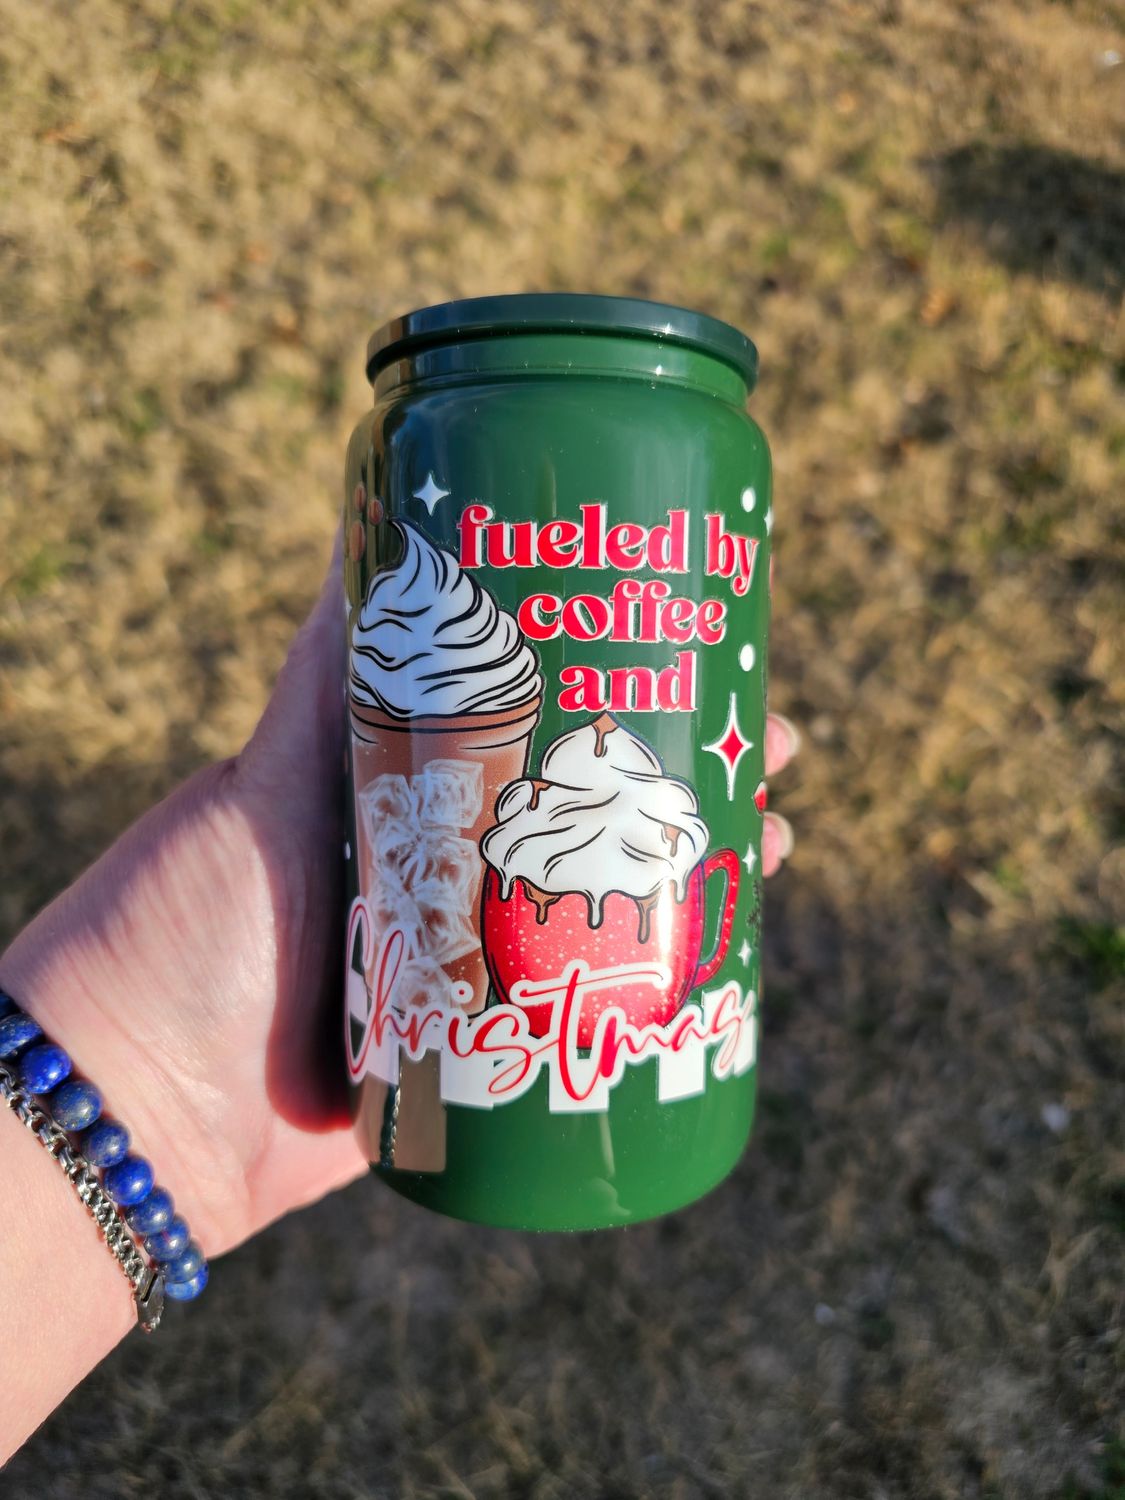 fueled by
coffee
and
Christmas